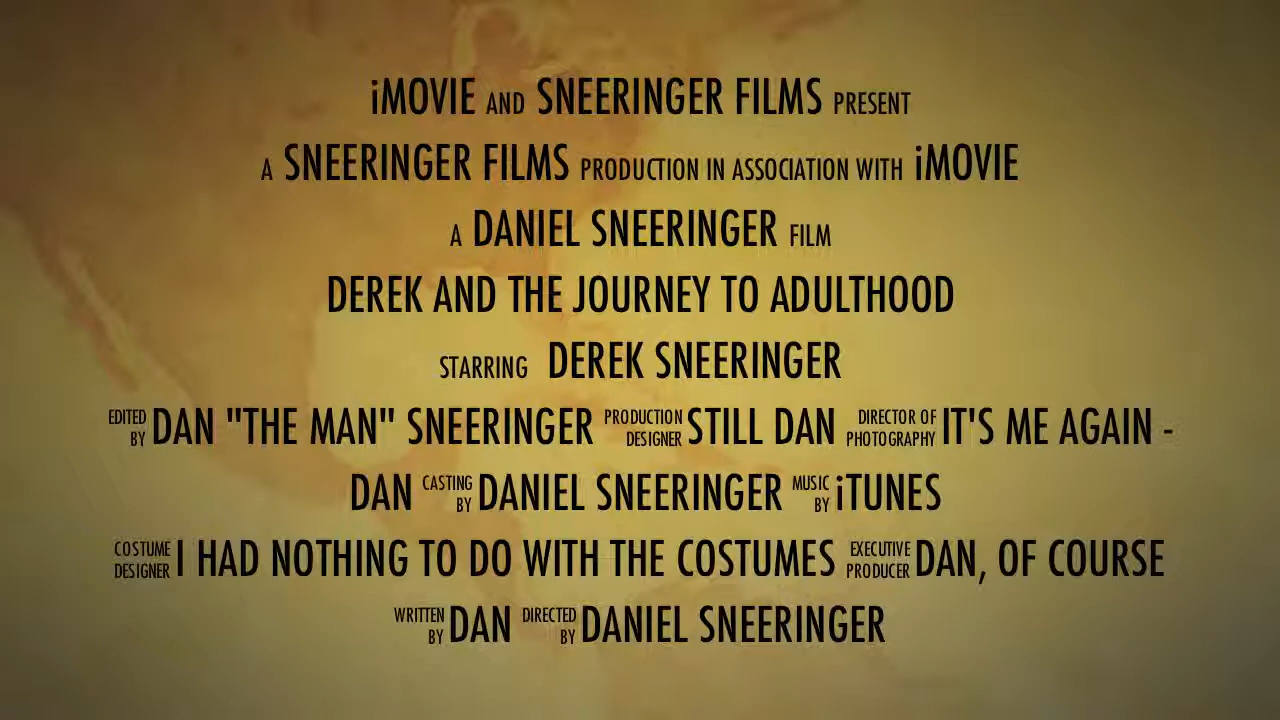 iMOVIE AND SNEERINGER FILMS PRESENT
A SNEERINGER FILMS PRODUCTION IN ASSOCIATION WITH iMOVIE
A DANIEL SNEERINGER FILM
DEREK AND THE JOURNEY TO ADULTHOOD
STARRING DEREK SNEERINGER
EDITED BY DAN "THE MAN" SNEERINGER PRODUCTION DESIGNER STILL DAN DIRECTOR OF PHOTOGRAPHY IT'S ME AGAIN -
DAN CASTING BY DANIEL SNEERINGER MUSIC BY iTUNES
COSTUME DESIGNER I HAD NOTHING TO DO WITH THE COSTUMES EXECUTIVE PRODUCER DAN, OF COURSE
WRITTEN BY DAN DIRECTED BY DANIEL SNEERINGER